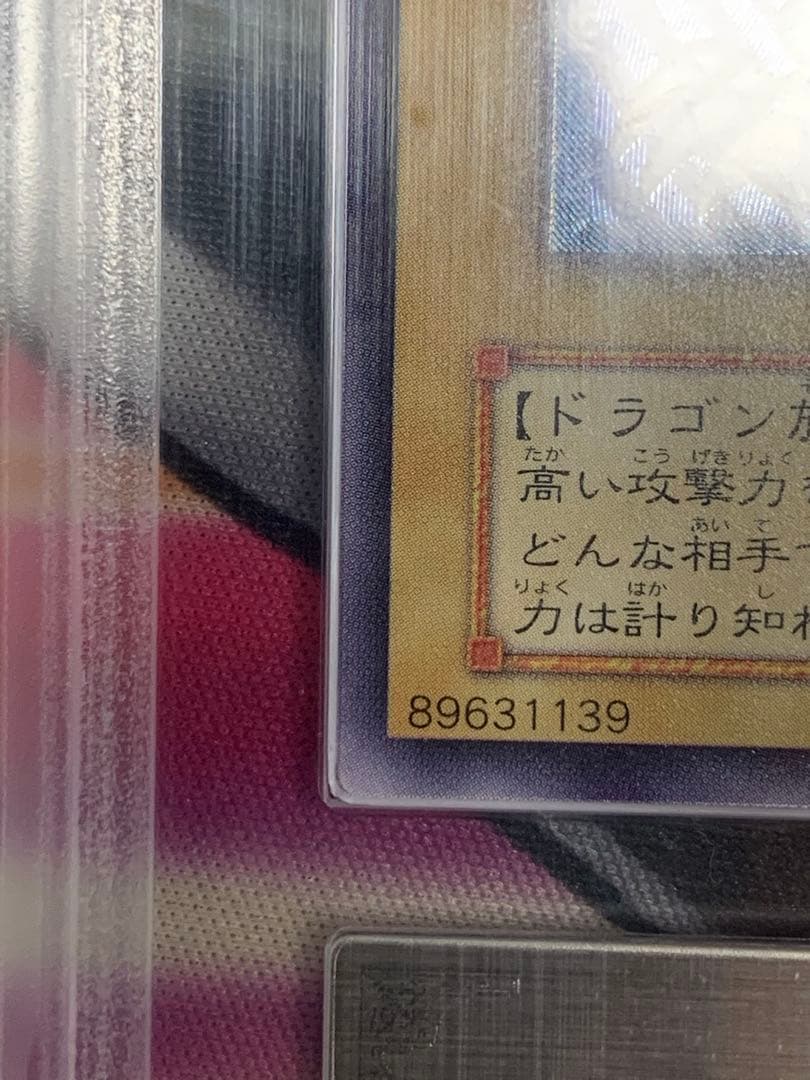 【ドラゴン族
たか こう げきりょく
高い攻撃力
あい て
どんな相手
りょく はか し
力は計り知
89631139